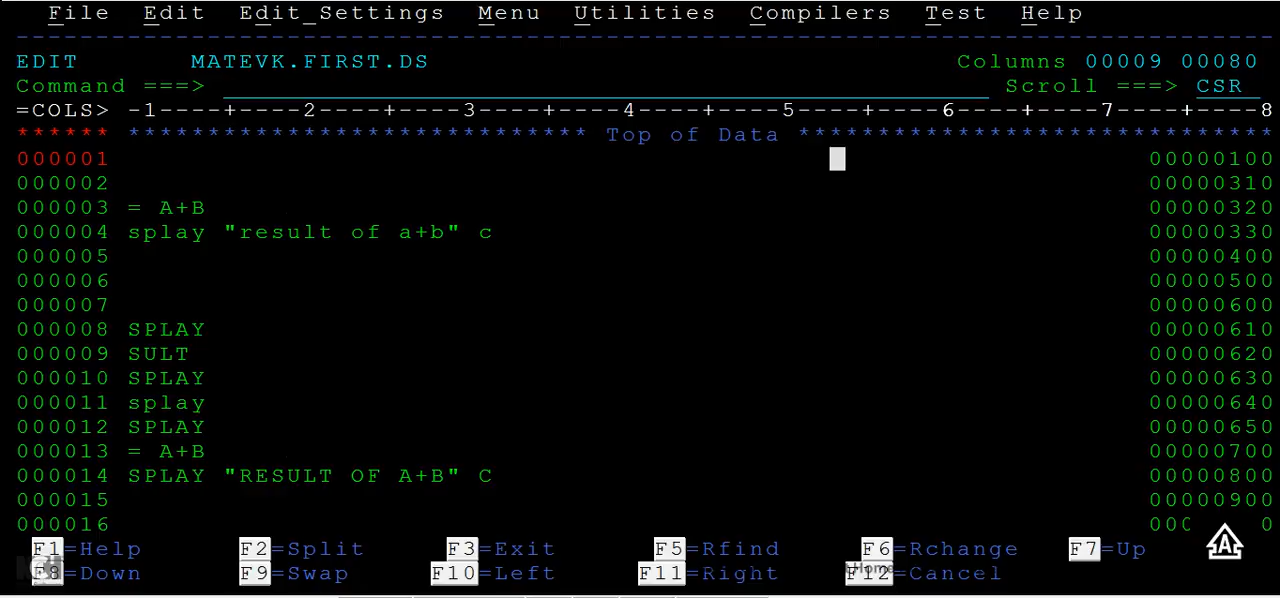 File Edit Edit_Settings Menu Utilities Compilers Test Help
EDIT MATEVK.FIRST.DS Columns 00009 00080
Command ===> Scroll ===> CSR
=COLS> -1----+----2----+----3----+----4----+----5----+----6----+----7----+----8
****** ***************************** Top of Data ******************************
000001 00000100
000002 00000310
000003 = A+B 00000320
000004 splay "result of a+b" c 00000330
000005 00000400
000006 00000500
000007 00000600
000008 SPLAY 00000610
000009 SULT 00000620
000010 SPLAY 00000630
000011 splay 00000640
000012 SPLAY 00000650
000013 = A+B 00000700
000014 SPLAY "RESULT OF A+B" C 00000800
000015 00000900
000016
F1=Help F2=Split F3=Exit F5=Rfind F6=Rchange F7=Up
F8=Down F9=Swap F10=Left F11=Right F12=Cancel
Home
A